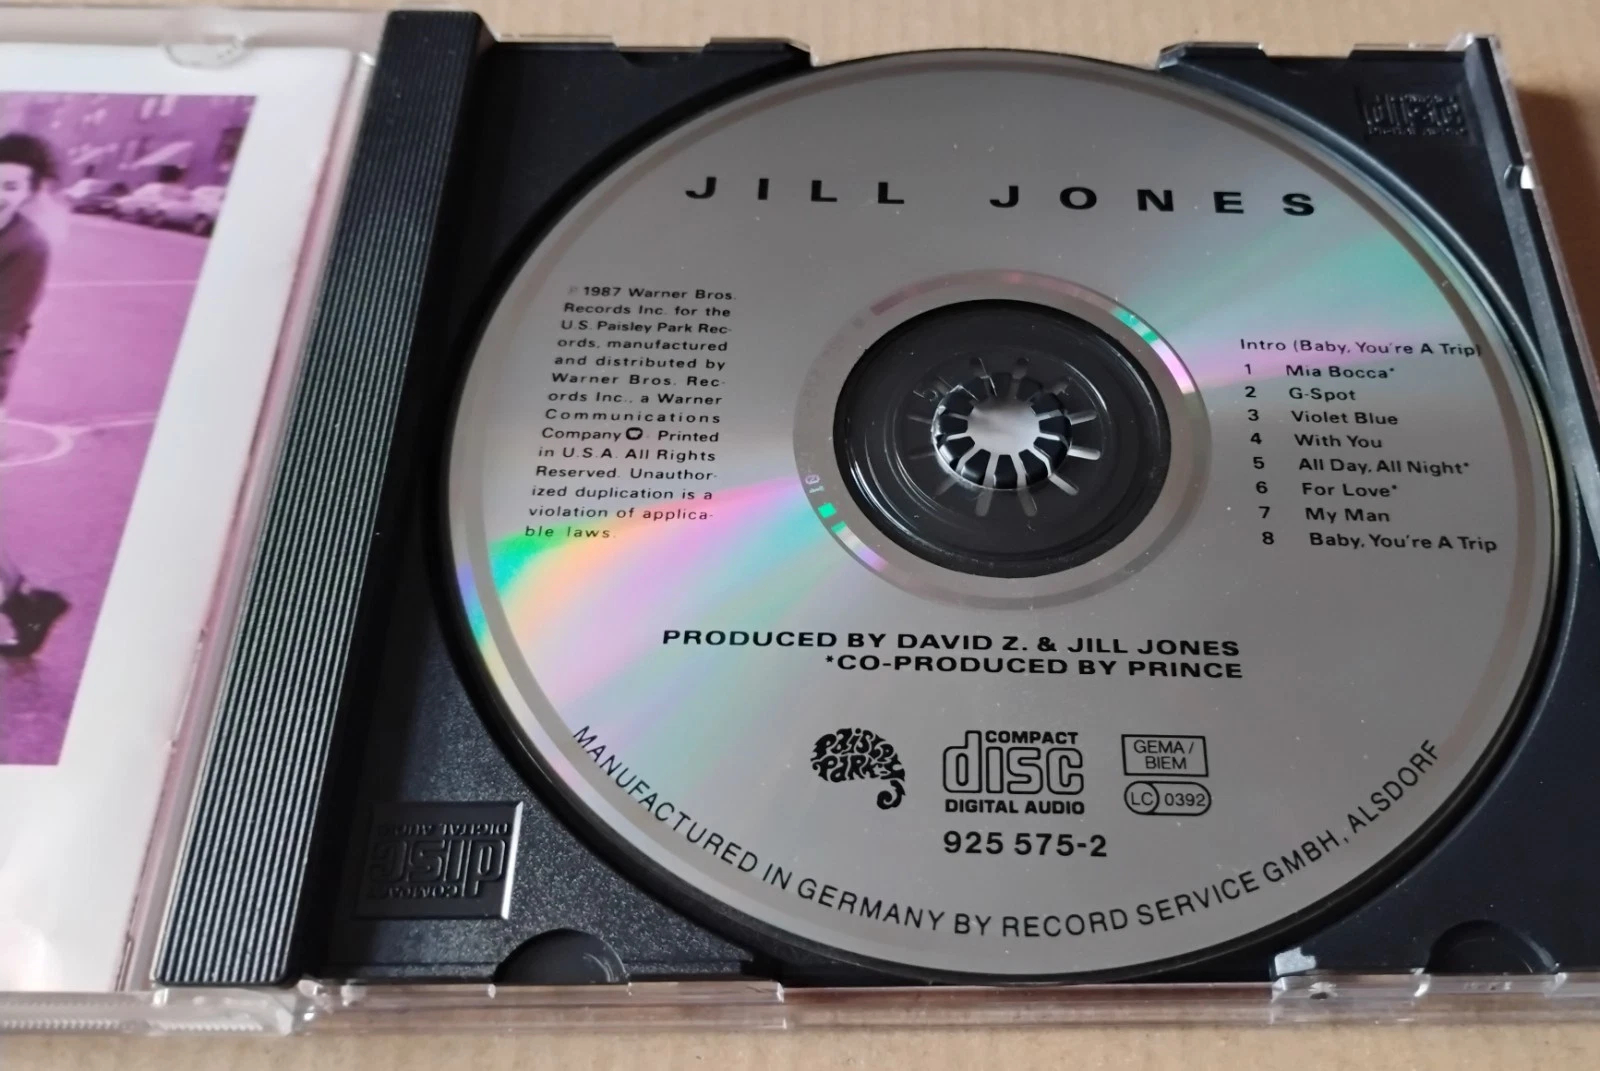 JILL JONES
℗ 1987 Warner Bros.
Records Inc. for the
U.S. Paisley Park Rec-
ords, manufactured
and distributed by
Warner Bros. Rec-
ords Inc., a Warner
Communications
Company. Printed
in U.S.A. All Rights
Reserved. Unauthor-
ized duplication is a
violation of applica-
ble laws.
Intro (Baby, You're A Trip)
1 Mia Bocca*
2 G-Spot
3 Violet Blue
4 With You
5 All Day, All Night*
6 For Love*
7 My Man
8 Baby, You're A Trip
PRODUCED BY DAVID Z. & JILL JONES
*CO-PRODUCED BY PRINCE
PAISLEY
PARK
COMPACT
disc
DIGITAL AUDIO
GEMA /
BIEM
LC 0392
925 575-2
MANUFACTURED IN GERMANY BY RECORD SERVICE GMBH, ALSDORF
COMPACT
disc
DIGITAL AUDIO